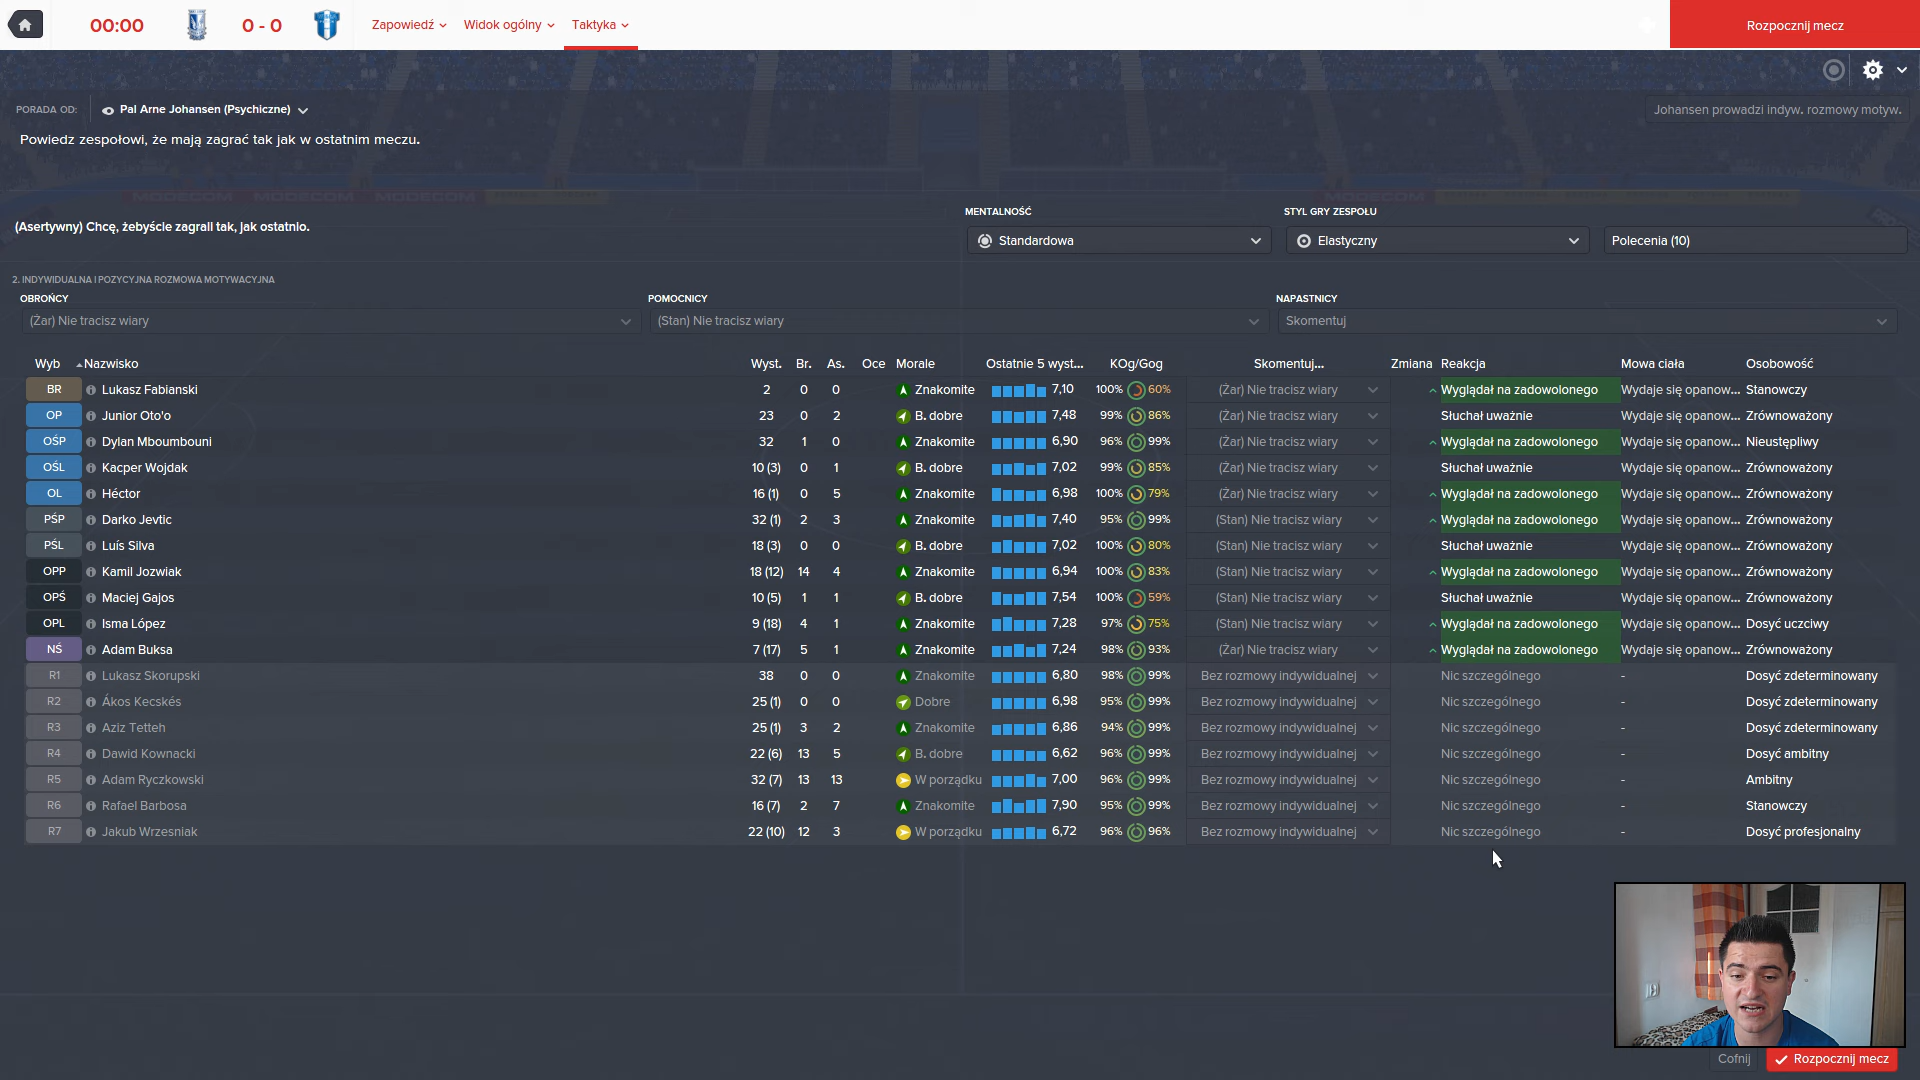 00:00
0 - 0
Zapowiedź
Widok ogólny
Taktyka
Rozpocznij mecz
PORADA OD:
Pal Arne Johansen (Psychiczne)
Johansen prowadzi indyw. rozmowy motyw.
Powiedz zespołowi, że mają zagrać tak jak w ostatnim meczu.
MODECOM MODECOM MODECOM
MODECOM
(Asertywny) Chcę, żebyście zagrali tak, jak ostatnio.
MENTALNOŚĆ
STYL GRY ZESPOŁU
Standardowa
Elastyczny
Polecenia (10)
2. INDYWIDUALNA I POZYCYJNA ROZMOWA MOTYWACYJNA
OBROŃCY
POMOCNICY
NAPASTNICY
(Żar) Nie tracisz wiary
(Stan) Nie tracisz wiary
Skomentuj
Wyb Nazwisko Wyst. Br. As. Oce Morale Ostatnie 5 wyst... KOg/Gog Skomentuj... Zmiana Reakcja Mowa ciała Osobowość
BR Lukasz Fabianski 2 0 0 Znakomite 7,10 100% 60% (Żar) Nie tracisz wiary Wyglądał na zadowolonego Wydaje się opanow... Stanowczy
OP Junior Oto'o 23 0 2 B. dobre 7,48 99% 86% (Żar) Nie tracisz wiary Słuchał uważnie Wydaje się opanow... Zrównoważony
OŚP Dylan Mboumbouni 32 1 0 Znakomite 6,90 96% 99% (Żar) Nie tracisz wiary Wyglądał na zadowolonego Wydaje się opanow... Nieustępliwy
OŚL Kacper Wojdak 10 (3) 0 1 B. dobre 7,02 99% 85% (Żar) Nie tracisz wiary Słuchał uważnie Wydaje się opanow... Zrównoważony
OL Héctor 16 (1) 0 5 Znakomite 6,98 100% 79% (Żar) Nie tracisz wiary Wyglądał na zadowolonego Wydaje się opanow... Zrównoważony
PŚP Darko Jevtic 32 (1) 2 3 Znakomite 7,40 95% 99% (Stan) Nie tracisz wiary Wyglądał na zadowolonego Wydaje się opanow... Zrównoważony
PŚL Luís Silva 18 (3) 0 0 B. dobre 7,02 100% 80% (Stan) Nie tracisz wiary Słuchał uważnie Wydaje się opanow... Zrównoważony
OPP Kamil Jozwiak 18 (12) 14 4 Znakomite 6,94 100% 83% (Stan) Nie tracisz wiary Wyglądał na zadowolonego Wydaje się opanow... Zrównoważony
OPŚ Maciej Gajos 10 (5) 1 1 B. dobre 7,54 100% 59% (Stan) Nie tracisz wiary Słuchał uważnie Wydaje się opanow... Zrównoważony
OPL Isma López 9 (18) 4 1 Znakomite 7,28 97% 75% (Stan) Nie tracisz wiary Wyglądał na zadowolonego Wydaje się opanow... Dosyć uczciwy
NŚ Adam Buksa 7 (17) 5 1 Znakomite 7,24 98% 93% (Żar) Nie tracisz wiary Wyglądał na zadowolonego Wydaje się opanow... Zrównoważony
R1 Lukasz Skorupski 38 0 0 Znakomite 6,80 98% 99% Bez rozmowy indywidualnej Nic szczególnego - Dosyć zdeterminowany
R2 Ákos Kecskés 25 (1) 0 0 Dobre 6,98 95% 99% Bez rozmowy indywidualnej Nic szczególnego - Dosyć zdeterminowany
R3 Aziz Tetteh 25 (1) 3 2 Znakomite 6,86 94% 99% Bez rozmowy indywidualnej Nic szczególnego - Dosyć zdeterminowany
R4 Dawid Kownacki 22 (6) 13 5 B. dobre 6,62 96% 99% Bez rozmowy indywidualnej Nic szczególnego - Dosyć ambitny
R5 Adam Ryczkowski 32 (7) 13 13 W porządku 7,00 96% 99% Bez rozmowy indywidualnej Nic szczególnego - Ambitny
R6 Rafael Barbosa 16 (7) 2 7 Znakomite 7,90 95% 99% Bez rozmowy indywidualnej Nic szczególnego - Stanowczy
R7 Jakub Wrzesniak 22 (10) 12 3 W porządku 6,72 96% 96% Bez rozmowy indywidualnej Nic szczególnego - Dosyć profesjonalny
Cofnij
Rozpocznij mecz